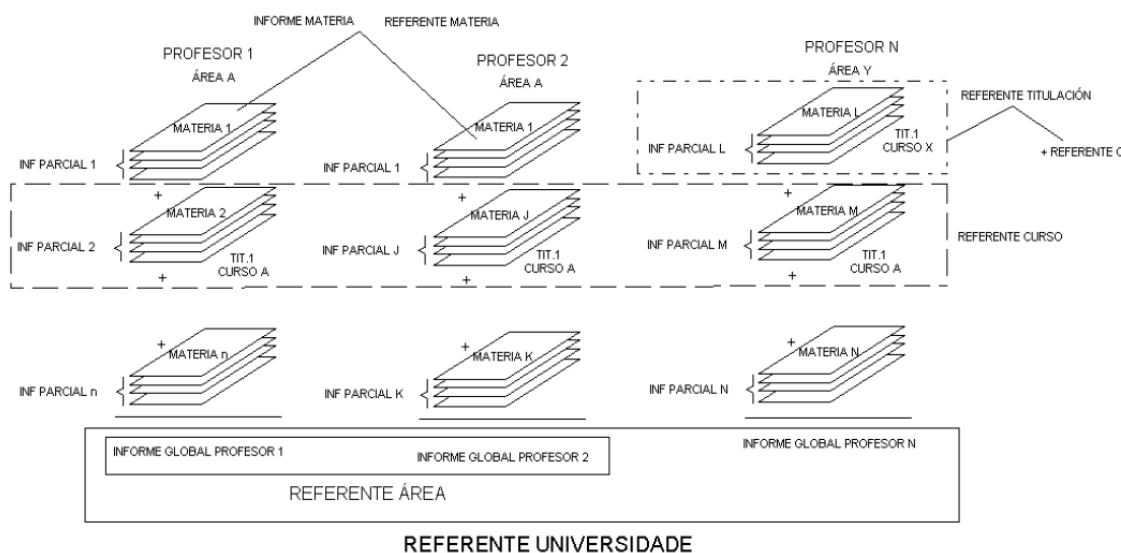 INFORME MATERIA
REFERENTE MATERIA
PROFESOR 1
ÁREA A
PROFESOR 2
ÁREA A
PROFESOR N
ÁREA Y
MATERIA 1
INF PARCIAL 1
MATERIA 1
INF PARCIAL 1
MATERIA L
INF PARCIAL L
TIT.1
CURSO X
REFERENTE TITULACIÓN
+ REFERENTE C
+
MATERIA 2
INF PARCIAL 2
TIT.1
CURSO A
+
+
MATERIA J
INF PARCIAL J
TIT.1
CURSO A
+
+
MATERIA M
INF PARCIAL M
TIT.1
CURSO A
+
REFERENTE CURSO
+
MATERIA n
INF PARCIAL n
+
MATERIA K
INF PARCIAL K
+
MATERIA N
INF PARCIAL N
INFORME GLOBAL PROFESOR 1
INFORME GLOBAL PROFESOR 2
INFORME GLOBAL PROFESOR N
REFERENTE ÁREA
REFERENTE UNIVERSIDADE